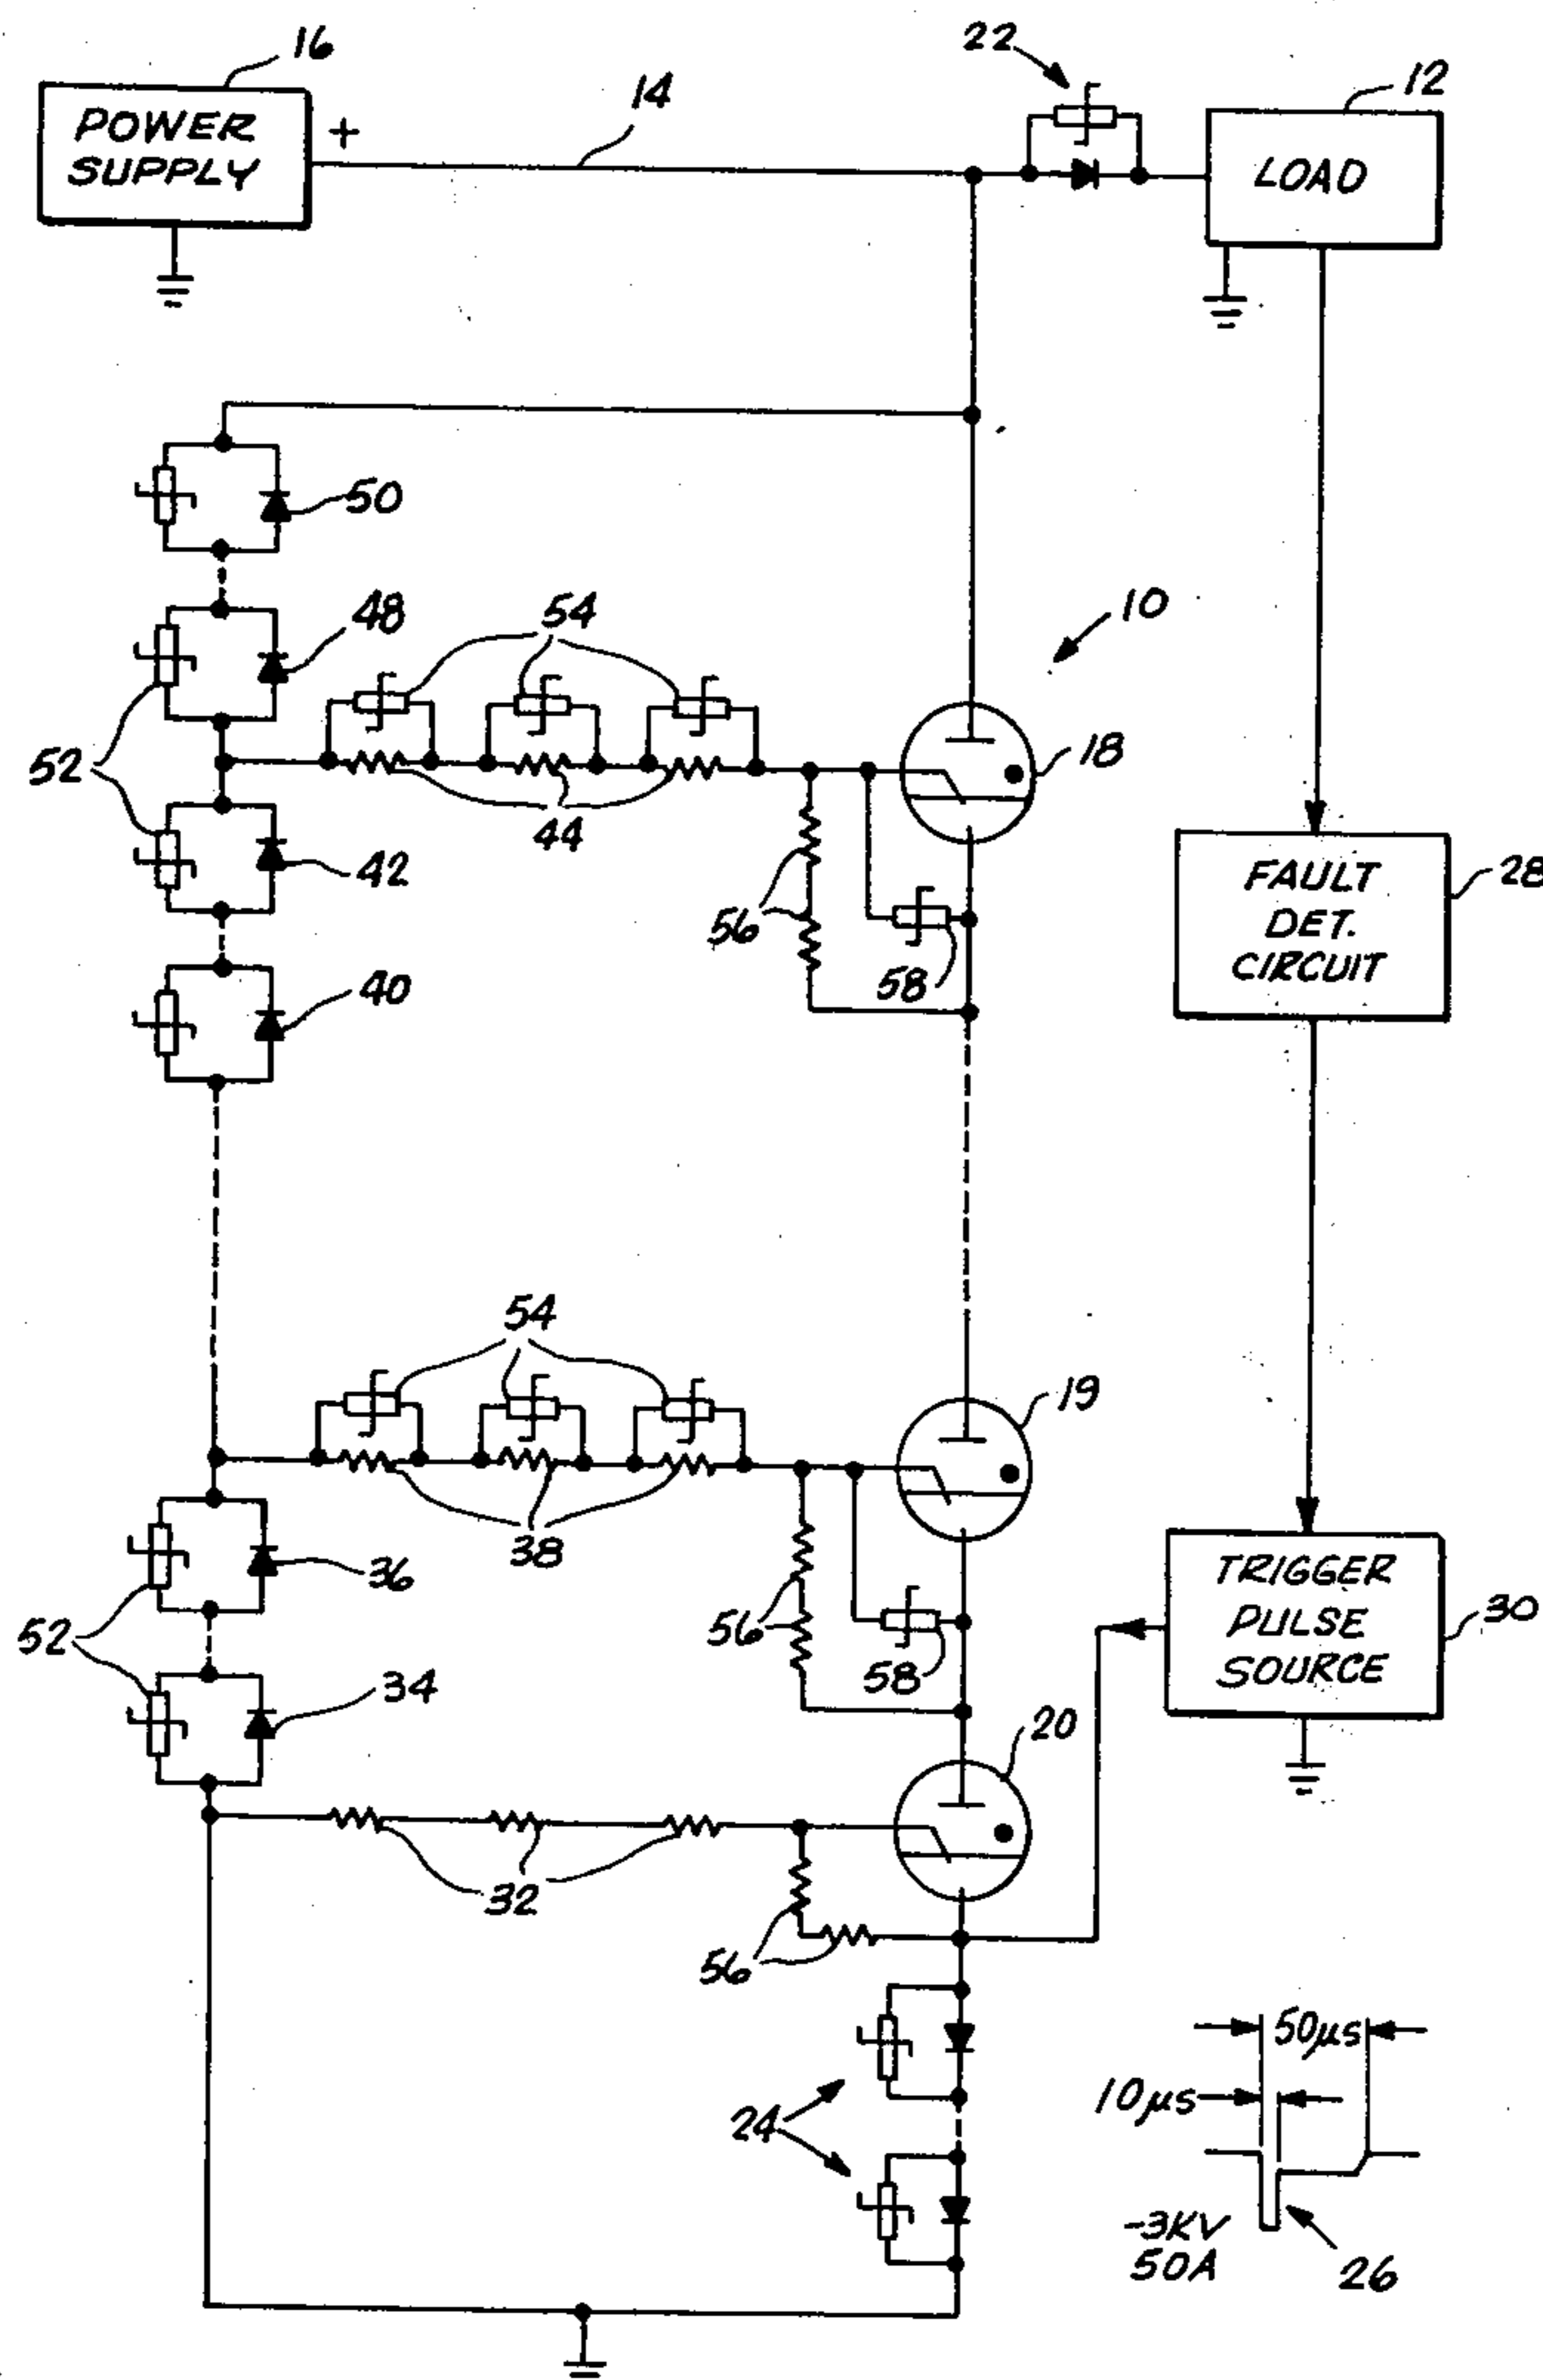 16
22
14
12
POWER
SUPPLY
+
LOAD
50
48
54
10
52
18
44
42
28
FAULT
DET.
CIRCUIT
56
58
40
54
19
38
36
TRIGGER
PULSE
SOURCE
30
56
58
52
34
20
32
56
50µs
10µs
24
-3KV
50A
26